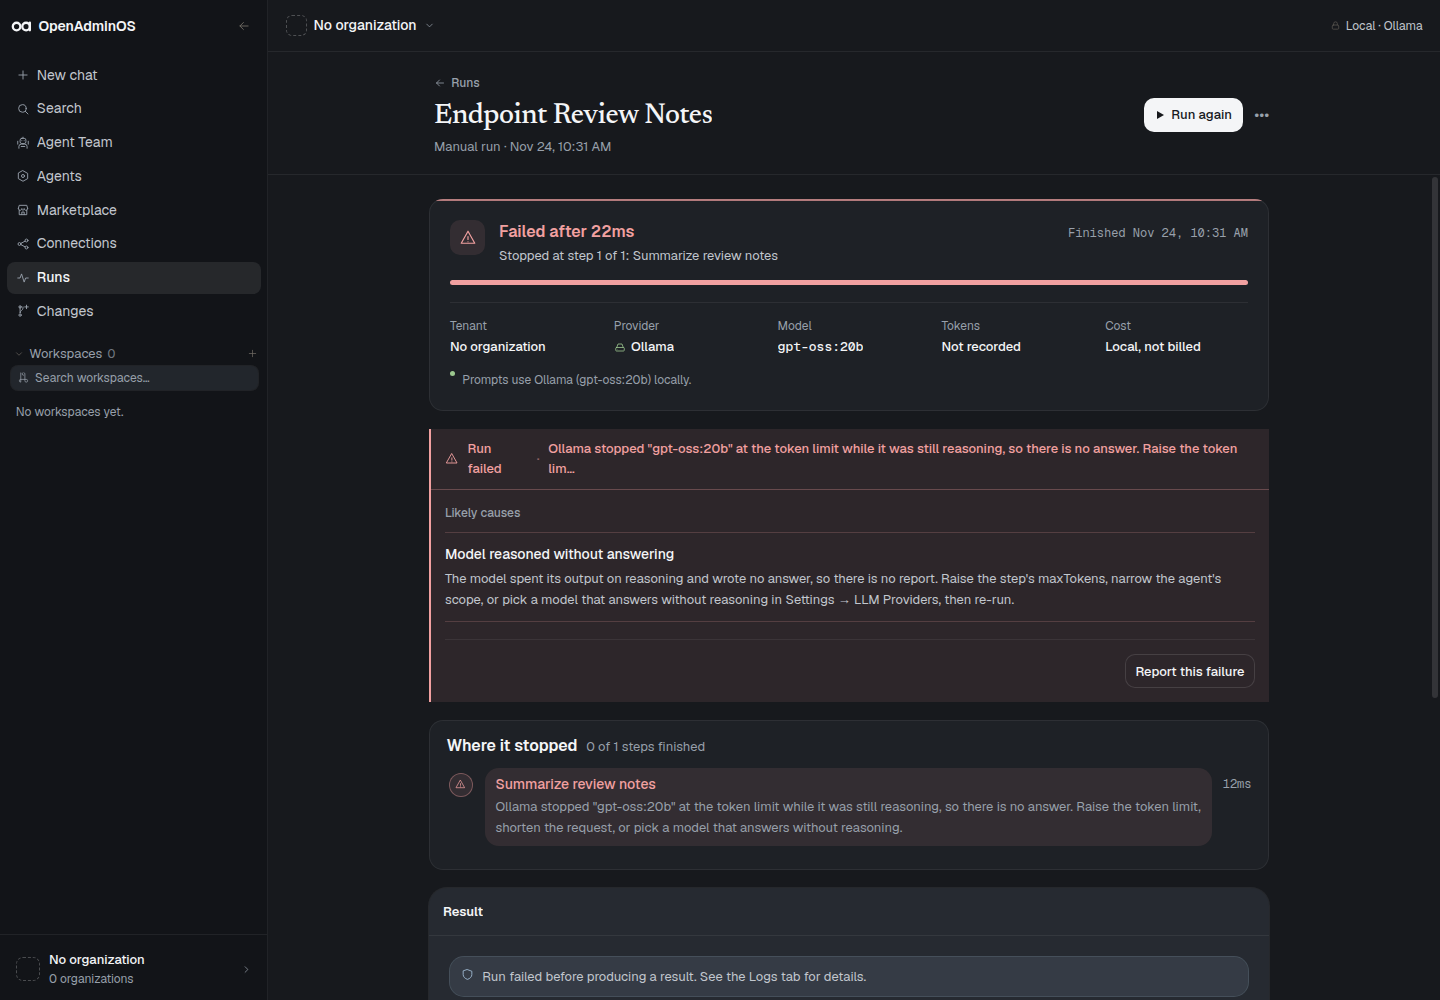 OpenAdminOS
No organization
Local · Ollama
New chat
Search
Agent Team
Agents
Marketplace
Connections
Runs
Changes
Workspaces 0
Search workspaces...
No workspaces yet.
No organization
0 organizations
← Runs
Endpoint Review Notes
Manual run · Nov 24, 10:31 AM
Run again
Failed after 22ms
Finished Nov 24, 10:31 AM
Stopped at step 1 of 1: Summarize review notes
Tenant
Provider
Model
Tokens
Cost
No organization
Ollama
gpt-oss:20b
Not recorded
Local, not billed
Prompts use Ollama (gpt-oss:20b) locally.
Run failed · Ollama stopped "gpt-oss:20b" at the token limit while it was still reasoning, so there is no answer. Raise the token
lim...
Likely causes
Model reasoned without answering
The model spent its output on reasoning and wrote no answer, so there is no report. Raise the step's maxTokens, narrow the agent's
scope, or pick a model that answers without reasoning in Settings → LLM Providers, then re-run.
Report this failure
Where it stopped 0 of 1 steps finished
Summarize review notes
12ms
Ollama stopped "gpt-oss:20b" at the token limit while it was still reasoning, so there is no answer. Raise the token limit,
shorten the request, or pick a model that answers without reasoning.
Result
Run failed before producing a result. See the Logs tab for details.